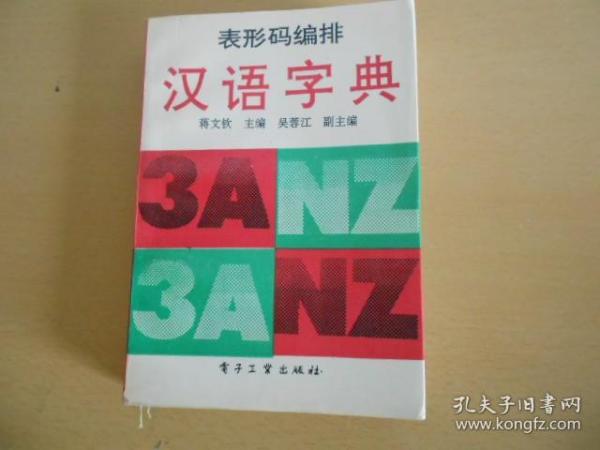 表形码编排
汉语字典
蒋文钦 主编 吴蓉江 副主编
3ANZ
3ANZ
电子工业出版社
孔夫子旧书网
www.kongfz.com